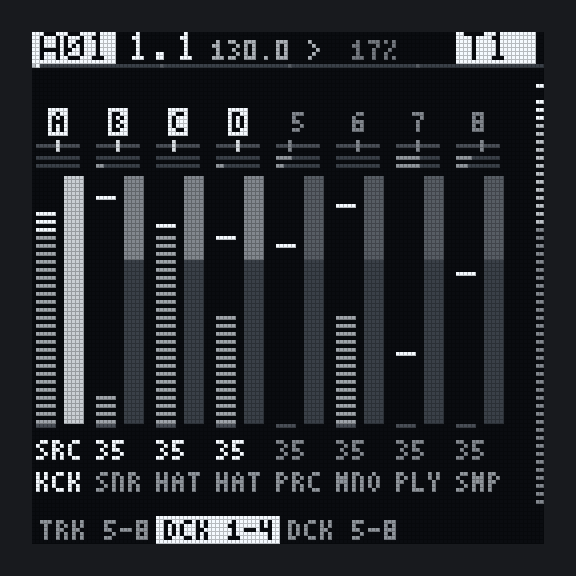 A01 1.1 130.0 > 17% T1
A B C D 5 6 7 8
SRC 35 35 35 35 35 35 35
KCK SNR HAT HAT PRC MNO PLY SMP
TRK 5-8 DCK 1-4 DCK 5-8